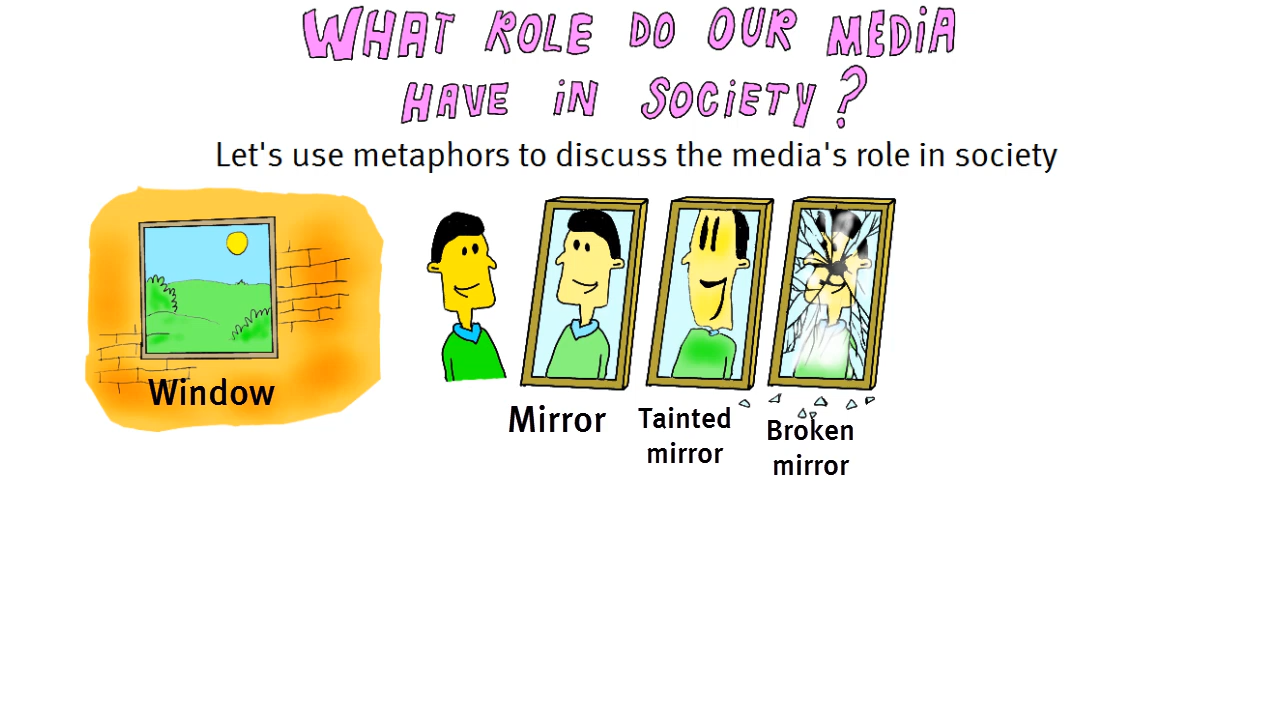 WHAT ROLE DO OUR MEDiA
HAVE iN SOCiETY?
Let's use metaphors to discuss the media's role in society
Window
Mirror
Tainted
mirror
Broken
mirror